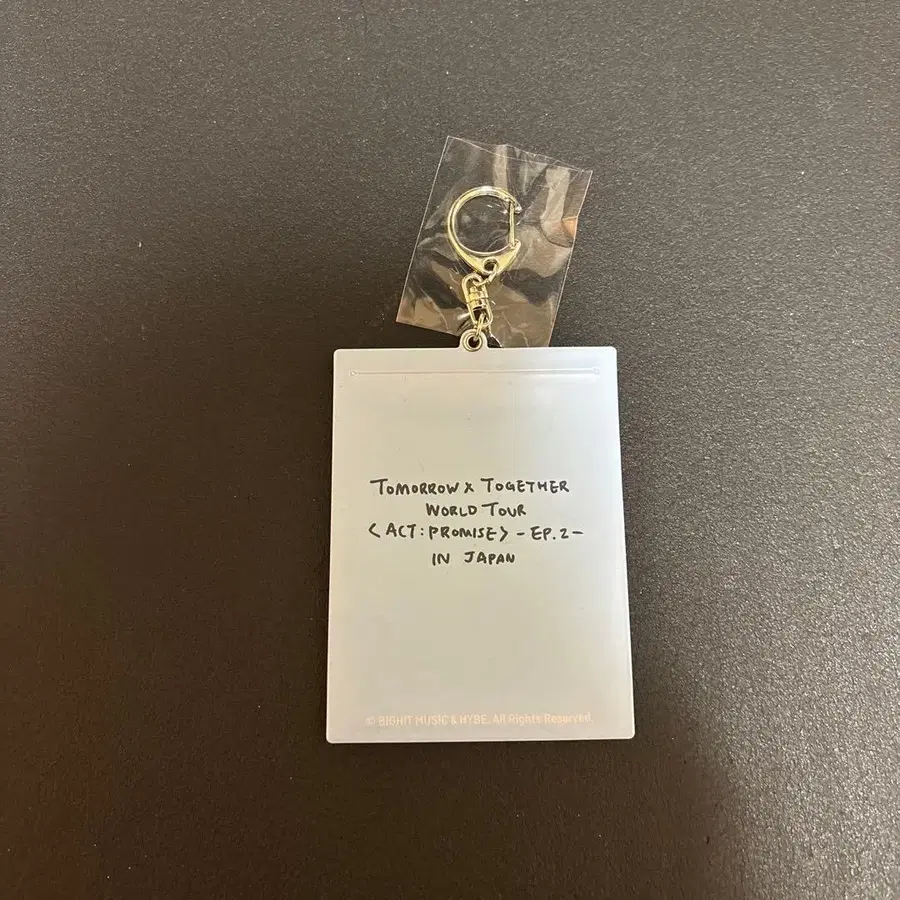 TOMORROW X TOGETHER
WORLD TOUR
< ACT : PROMISE > - EP. 2 -
IN JAPAN
© BIGHIT MUSIC & HYBE. All Rights Reserved.